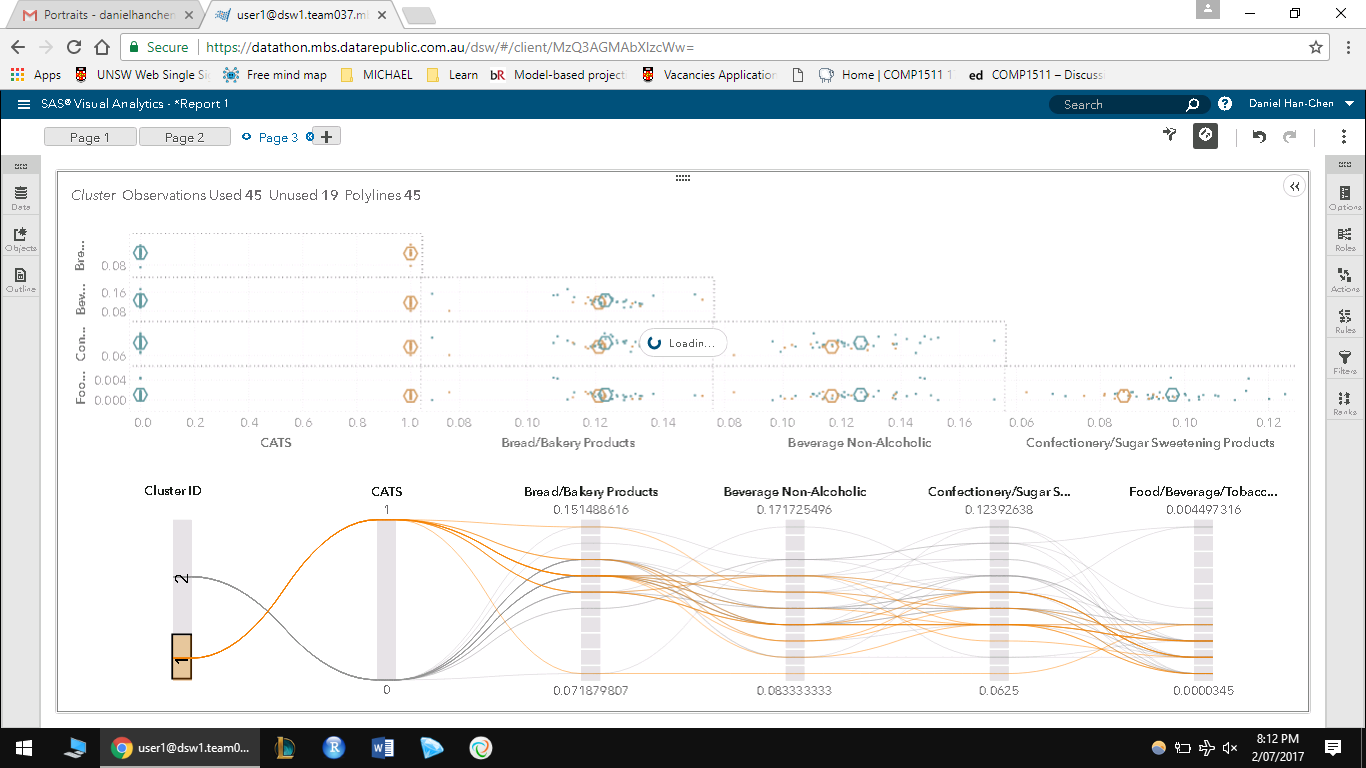 Portraits - danielhanchen
user1@dsw1.team037.m
Secure
https://datathon.mbs.datarepublic.com.au/dsw/#/client/MzQ3AGMAbXIzcWw=
Apps
UNSW Web Single Si
Free mind map
MICHAEL
Learn
bR
Model-based project
Vacancies Application
Home | COMP1511 1
ed
COMP1511 – Discuss
SAS® Visual Analytics - *Report 1
Search
Daniel Han-Chen
Page 1
Page 2
Page 3
Data
Objects
Outline
Options
Roles
Actions
Rules
Filters
Ranks
Cluster Observations Used 45 Unused 19 Polylines 45
Bre...
0.08
Bev...
0.16
0.08
Con...
0.06
Loadin...
Foo...
0.004
0.000
0.0 0.2 0.4 0.6 0.8 1.0 0.08 0.10 0.12 0.14 0.08 0.10 0.12 0.14 0.16 0.06 0.08 0.10 0.12
CATS
Bread/Bakery Products
Beverage Non-Alcoholic
Confectionery/Sugar Sweetening Products
Cluster ID
CATS
Bread/Bakery Products
Beverage Non-Alcoholic
Confectionery/Sugar S...
Food/Beverage/Tobacc...
1
0.151488616
0.171725496
0.12392638
0.004497316
2
1
0
0.071879807
0.083333333
0.0625
0.0000345
user1@dsw1.team0...
8:12 PM
2/07/2017